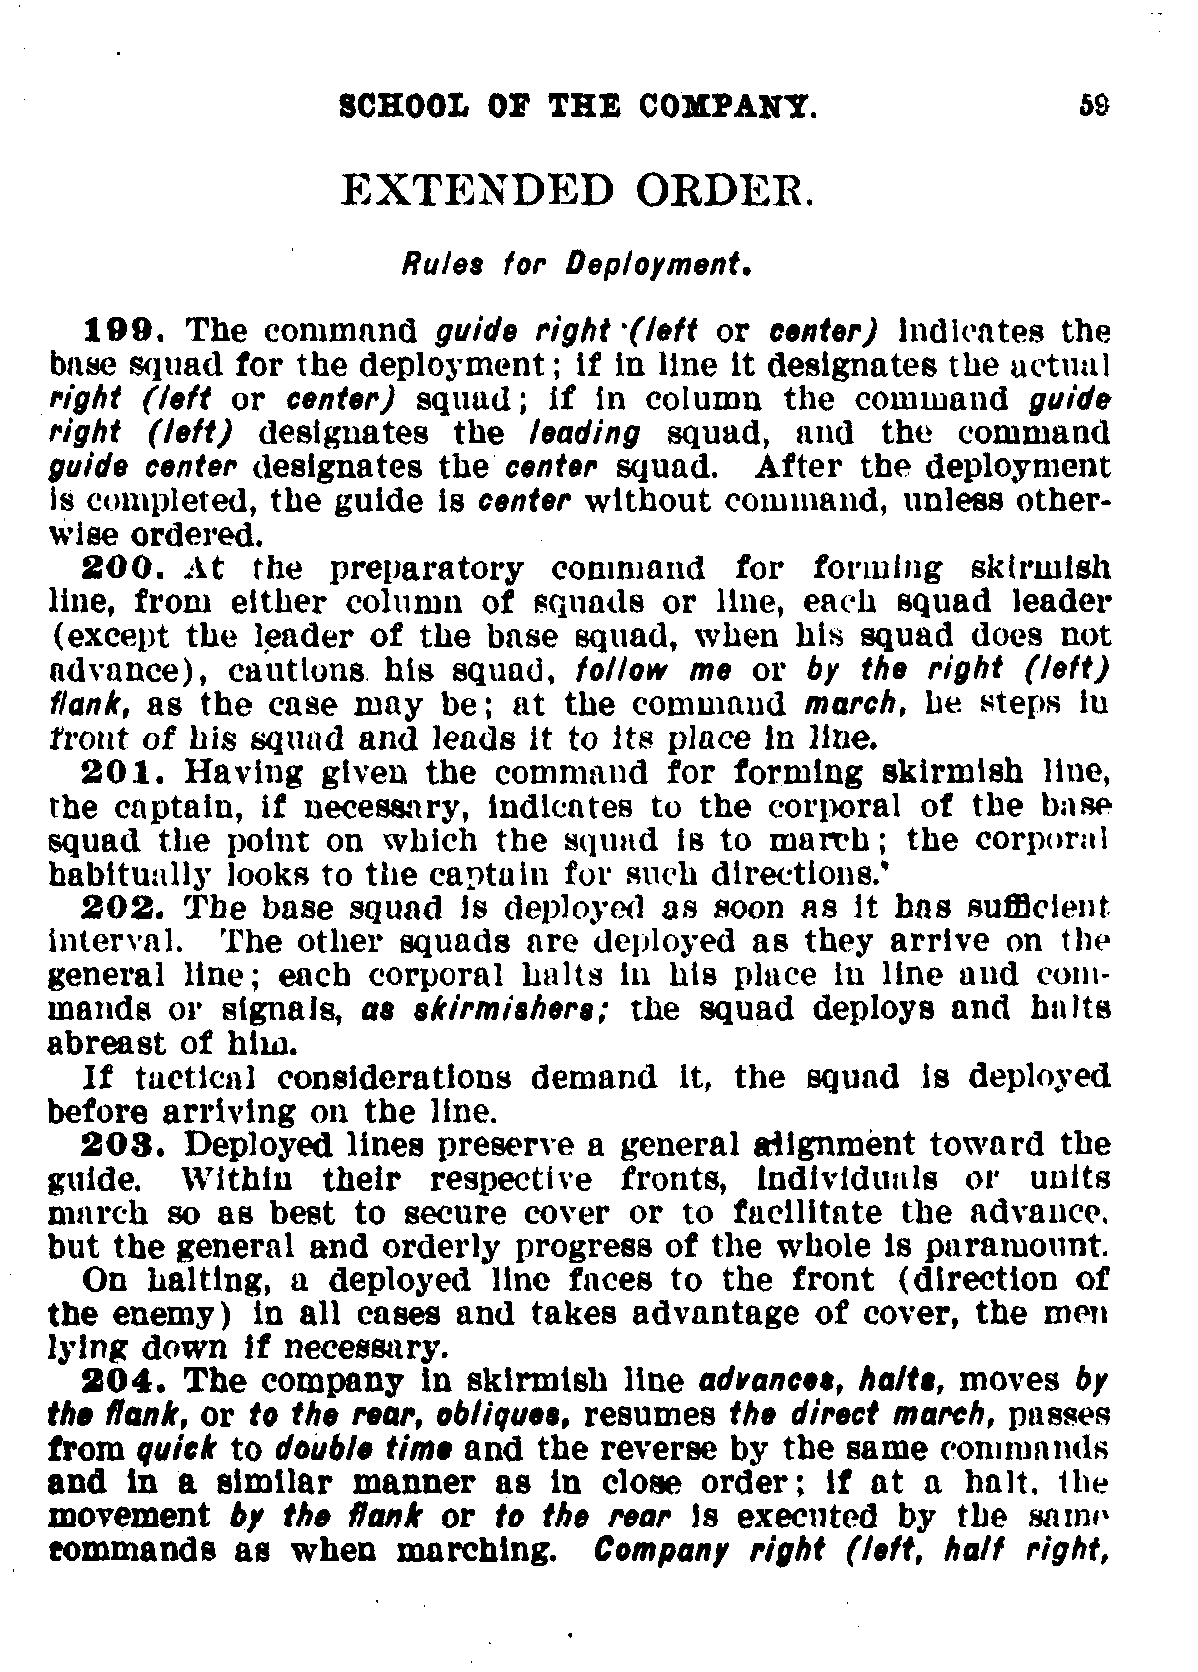 SCHOOL OF THE COMPANY. 59
EXTENDED ORDER.
Rules for Deployment.
199. The command guide right (left or center) indicates the
base squad for the deployment; if in line it designates the actual
right (left or center) squad; if in column the command guide
right (left) designates the leading squad, and the command
guide center designates the center squad. After the deployment
is completed, the guide is center without command, unless other-
wise ordered.
200. At the preparatory command for forming skirmish
line, from either column of squads or line, each squad leader
(except the leader of the base squad, when his squad does not
advance), cautions his squad, follow me or by the right (left)
flank, as the case may be; at the command march, he steps in
front of his squad and leads it to its place in line.
201. Having given the command for forming skirmish line,
the captain, if necessary, indicates to the corporal of the base
squad the point on which the squad is to march; the corporal
habitually looks to the captain for such directions.
202. The base squad is deployed as soon as it has sufficient
interval. The other squads are deployed as they arrive on the
general line; each corporal halts in his place in line and com-
mands or signals, as skirmishers; the squad deploys and halts
abreast of him.
If tactical considerations demand it, the squad is deployed
before arriving on the line.
203. Deployed lines preserve a general alignment toward the
guide. Within their respective fronts, individuals or units
march so as best to secure cover or to facilitate the advance,
but the general and orderly progress of the whole is paramount.
On halting, a deployed line faces to the front (direction of
the enemy) in all cases and takes advantage of cover, the men
lying down if necessary.
204. The company in skirmish line advances, halts, moves by
the flank, or to the rear, obliques, resumes the direct march, passes
from quick to double time and the reverse by the same commands
and in a similar manner as in close order; if at a halt, the
movement by the flank or to the rear is executed by the same
commands as when marching. Company right (left, half right,